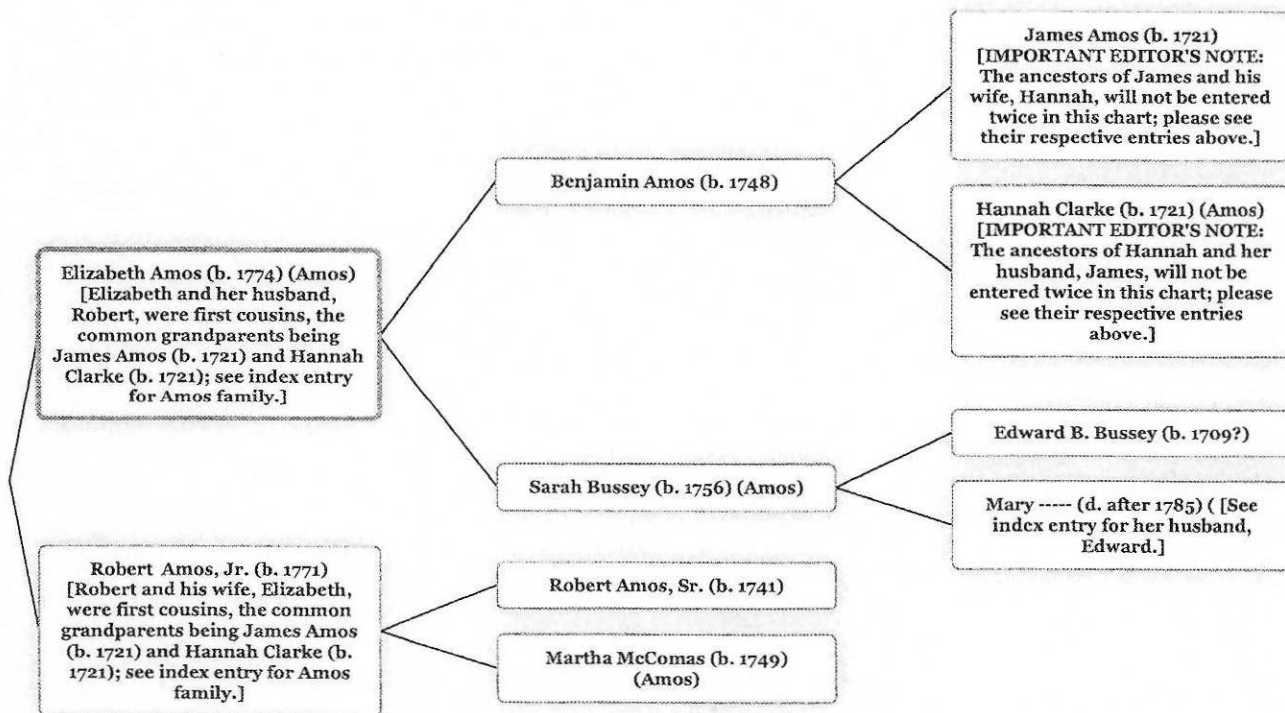 James Amos (b. 1721)
[IMPORTANT EDITOR'S NOTE:
The ancestors of James and his
wife, Hannah, will not be entered
twice in this chart; please see
their respective entries above.]
Benjamin Amos (b. 1748)
Hannah Clarke (b. 1721) (Amos)
[IMPORTANT EDITOR'S NOTE:
The ancestors of Hannah and her
husband, James, will not be
entered twice in this chart; please
see their respective entries
above.]
Elizabeth Amos (b. 1774) (Amos)
[Elizabeth and her husband,
Robert, were first cousins, the
common grandparents being
James Amos (b. 1721) and Hannah
Clarke (b. 1721); see index entry
for Amos family.]
Edward B. Bussey (b. 1709?)
Sarah Bussey (b. 1756) (Amos)
Mary ----- (d. after 1785) ( [See
index entry for her husband,
Edward.]
Robert Amos, Jr. (b. 1771)
[Robert and his wife, Elizabeth,
were first cousins, the common
grandparents being James Amos
(b. 1721) and Hannah Clarke (b.
1721); see index entry for Amos
family.]
Robert Amos, Sr. (b. 1741)
Martha McComas (b. 1749)
(Amos)